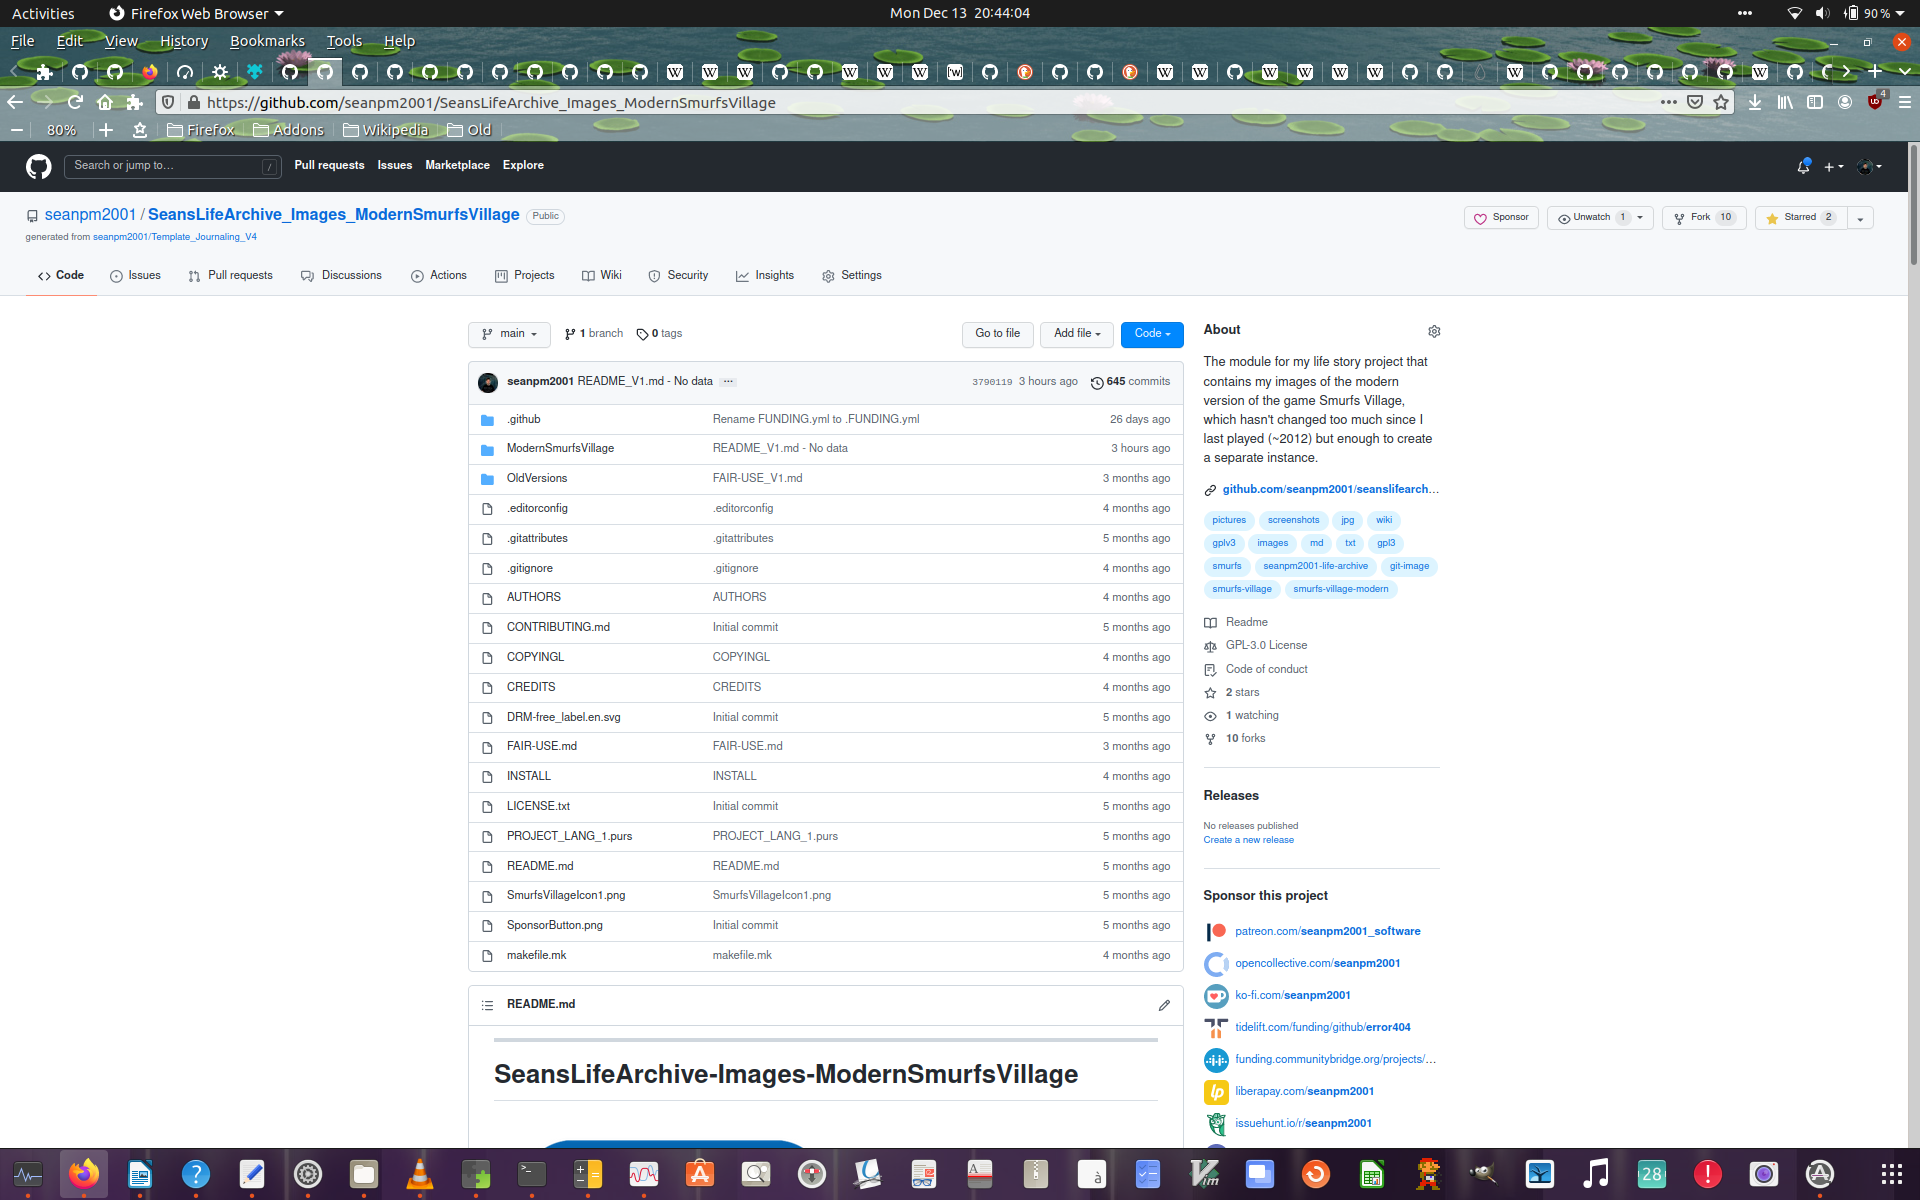 Activities
Firefox Web Browser
Mon Dec 13 20:44:04
90 %
File Edit View History Bookmarks Tools Help
https://github.com/seanpm2001/SeansLifeArchive_Images_ModernSmurfsVillage
4
80%
Firefox Addons Wikipedia Old
Search or jump to…
/
Pull requests Issues Marketplace Explore
seanpm2001 / SeansLifeArchive_Images_ModernSmurfsVillage Public
generated from seanpm2001/Template_Journaling_V4
Sponsor Unwatch 1 Fork 10 Starred 2
Code Issues Pull requests Discussions Actions Projects Wiki Security Insights Settings
main 1 branch 0 tags Go to file Add file Code
seanpm2001 README_V1.md - No data 3790119 3 hours ago 645 commits
.github Rename FUNDING.yml to .FUNDING.yml 26 days ago
ModernSmurfsVillage README_V1.md - No data 3 hours ago
OldVersions FAIR-USE_V1.md 3 months ago
.editorconfig .editorconfig 4 months ago
.gitattributes .gitattributes 5 months ago
.gitignore .gitignore 4 months ago
AUTHORS AUTHORS 4 months ago
CONTRIBUTING.md Initial commit 5 months ago
COPYINGL COPYINGL 4 months ago
CREDITS CREDITS 4 months ago
DRM-free_label.en.svg Initial commit 5 months ago
FAIR-USE.md FAIR-USE.md 3 months ago
INSTALL INSTALL 4 months ago
LICENSE.txt Initial commit 5 months ago
PROJECT_LANG_1.purs PROJECT_LANG_1.purs 5 months ago
README.md README.md 5 months ago
SmurfsVillageIcon1.png SmurfsVillageIcon1.png 5 months ago
SponsorButton.png Initial commit 5 months ago
makefile.mk makefile.mk 4 months ago
README.md
SeansLifeArchive-Images-ModernSmurfsVillage
About
The module for my life story project that
contains my images of the modern
version of the game Smurfs Village,
which hasn't changed too much since I
last played (~2012) but enough to create
a separate instance.
github.com/seanpm2001/seanslifearch…
pictures screenshots jpg wiki
gplv3 images md txt gpl3
smurfs seanpm2001-life-archive git-image
smurfs-village smurfs-village-modern
Readme
GPL-3.0 License
Code of conduct
2 stars
1 watching
10 forks
Releases
No releases published
Create a new release
Sponsor this project
patreon.com/seanpm2001_software
opencollective.com/seanpm2001
ko-fi.com/seanpm2001
tidelift.com/funding/github/error404
funding.communitybridge.org/projects/…
liberapay.com/seanpm2001
issuehunt.io/r/seanpm2001
28